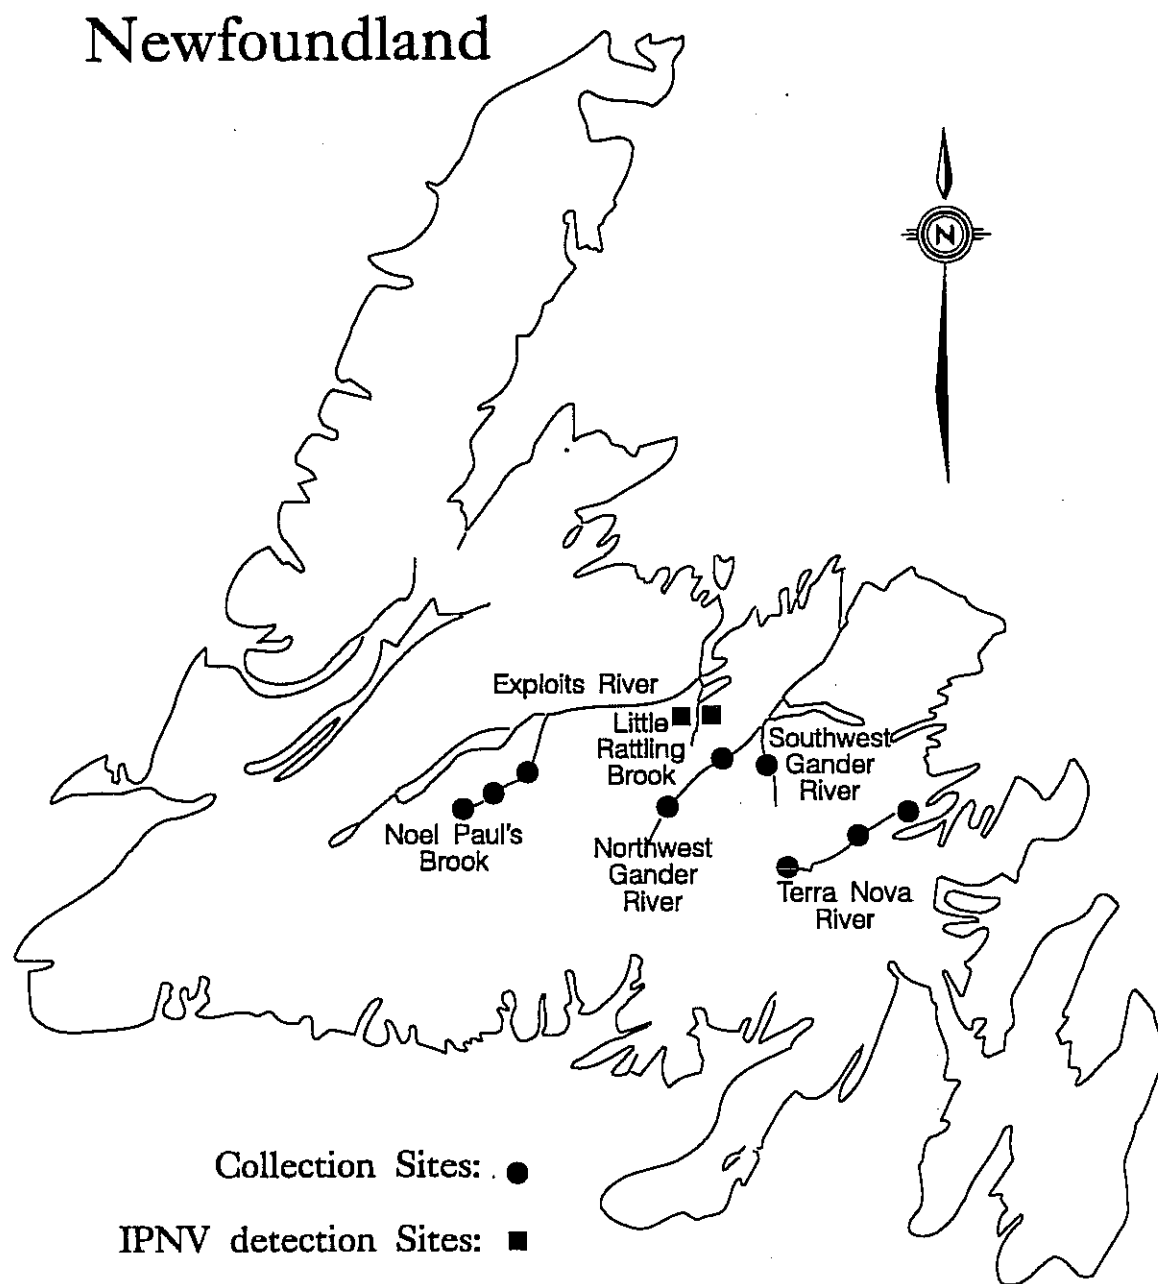 Newfoundland
N
Exploits River
Little
Rattling
Brook
Southwest
Gander
River
Noel Paul's
Brook
Northwest
Gander
River
Terra Nova
River
Collection Sites:
IPNV detection Sites: